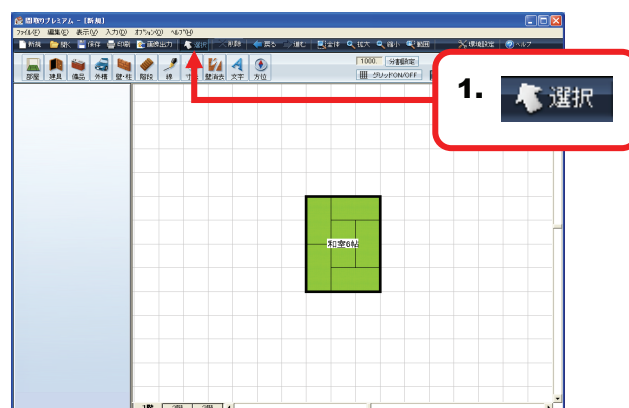 間取りプレミアム - [新規]
ファイル(F) 編集(E) 表示(V) 入力(D) オプション(O) ヘルプ(H)
新規 開く 保存 印刷 画像出力 選択 削除 戻る 進む 全体 拡大 縮小 範囲 環境設定 ヘルプ
1000 分割設定
部屋 建具 備品 外構 壁・柱 階段 線 壁消去 文字 方位 グリッドON/OFF
1. 選択
和室6帖
1階 2階 3階